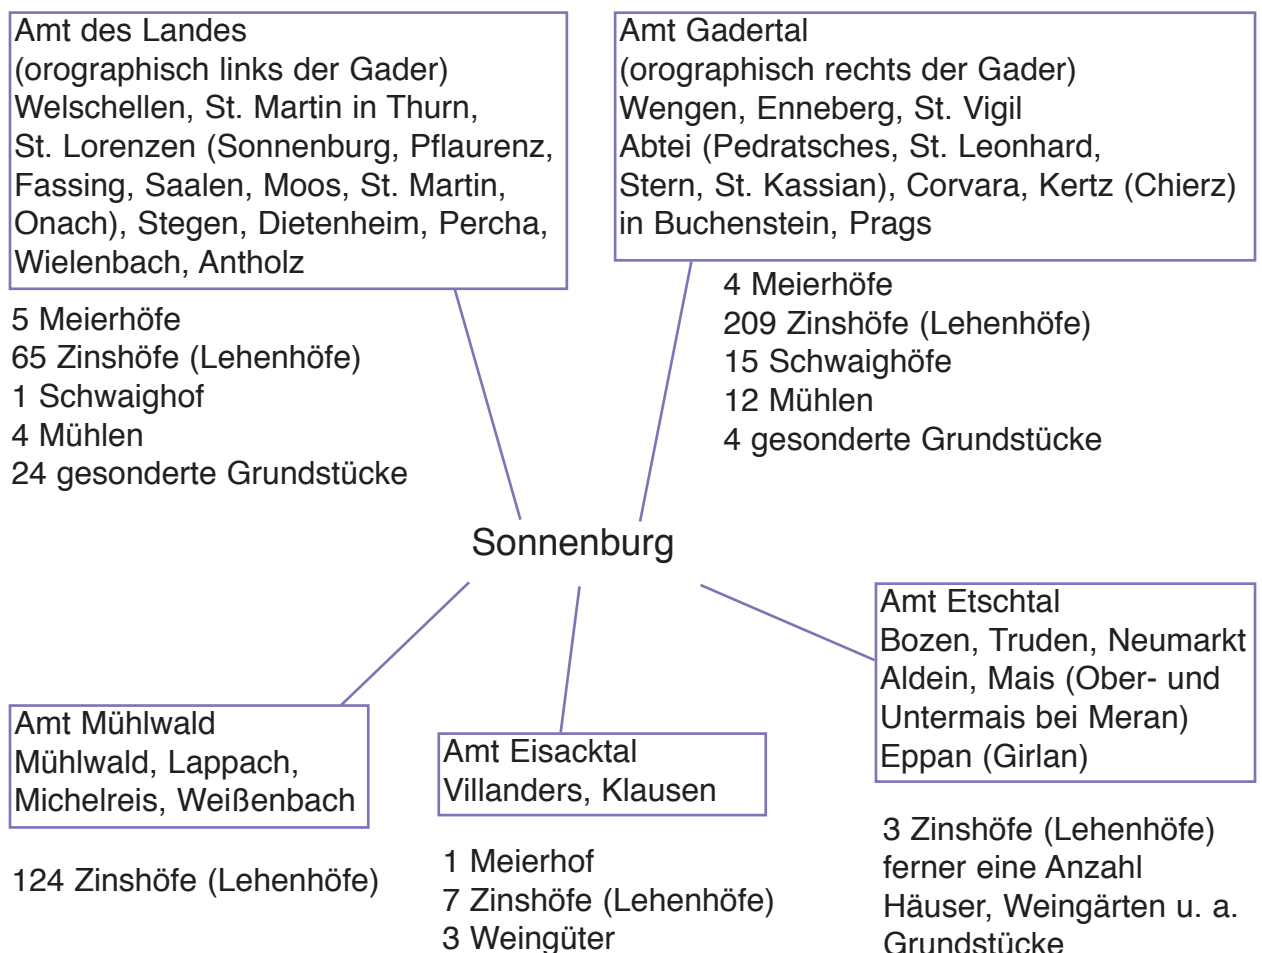 Amt des Landes
(orographisch links der Gader)
Welschellen, St. Martin in Thurn,
St. Lorenzen (Sonnenburg, Pflaurenz,
Fassing, Saalen, Moos, St. Martin,
Onach), Stegen, Dietenheim, Percha,
Wielenbach, Antholz
5 Meierhöfe
65 Zinshöfe (Lehenhöfe)
1 Schwaighof
4 Mühlen
24 gesonderte Grundstücke
Amt Gadertal
(orographisch rechts der Gader)
Wengen, Enneberg, St. Vigil
Abtei (Pedratsches, St. Leonhard,
Stern, St. Kassian), Corvara, Kertz (Chierz)
in Buchenstein, Prags
4 Meierhöfe
209 Zinshöfe (Lehenhöfe)
15 Schwaighöfe
12 Mühlen
4 gesonderte Grundstücke
Sonnenburg
Amt Mühlwald
Mühlwald, Lappach,
Michelreis, Weißenbach
124 Zinshöfe (Lehenhöfe)
Amt Eisacktal
Villanders, Klausen
1 Meierhof
7 Zinshöfe (Lehenhöfe)
3 Weingüter
Amt Etschtal
Bozen, Truden, Neumarkt
Aldein, Mais (Ober- und
Untermais bei Meran)
Eppan (Girlan)
3 Zinshöfe (Lehenhöfe)
ferner eine Anzahl
Häuser, Weingärten u. a.
Grundstücke